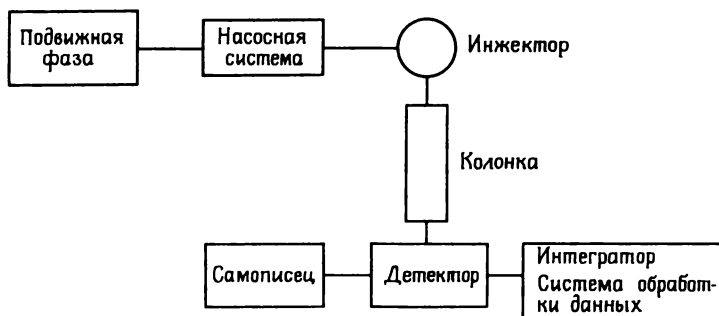 Подвижная
фаза
Насосная
система
Инжектор
Колонка
Самописец
Детектор
Интегратор
Система обработ-
ки данных